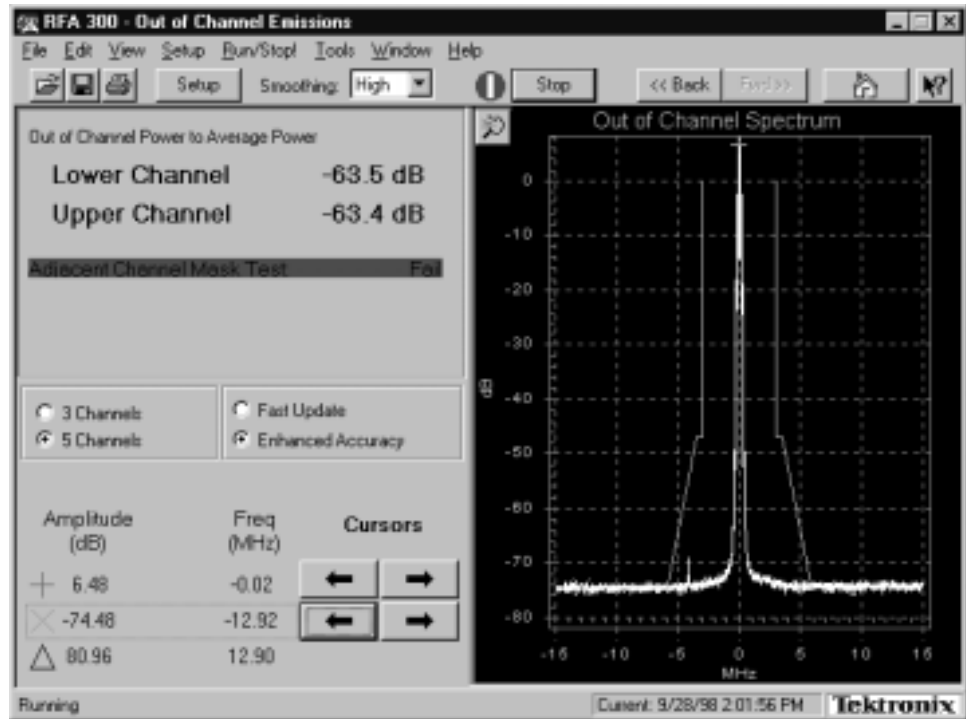 RFA 300 - Out of Channel Emissions
File Edit View Setup Run/Stop! Tools Window Help
Setup Smoothing: High Stop << Back Fwd >>
Out of Channel Power to Average Power
Lower Channel -63.5 dB
Upper Channel -63.4 dB
Adjacent Channel Mask Test Fail
3 Channels
5 Channels
Fast Update
Enhanced Accuracy
Amplitude (dB) Freq (MHz) Cursors
6.48 -0.02
-74.48 -12.92
80.96 12.90
Out of Channel Spectrum
0
-10
-20
-30
dB
-40
-50
-60
-70
-80
-15 -10 -5 0 5 10 15
MHz
Running Current: 9/28/98 2:01:56 PM Tektronix